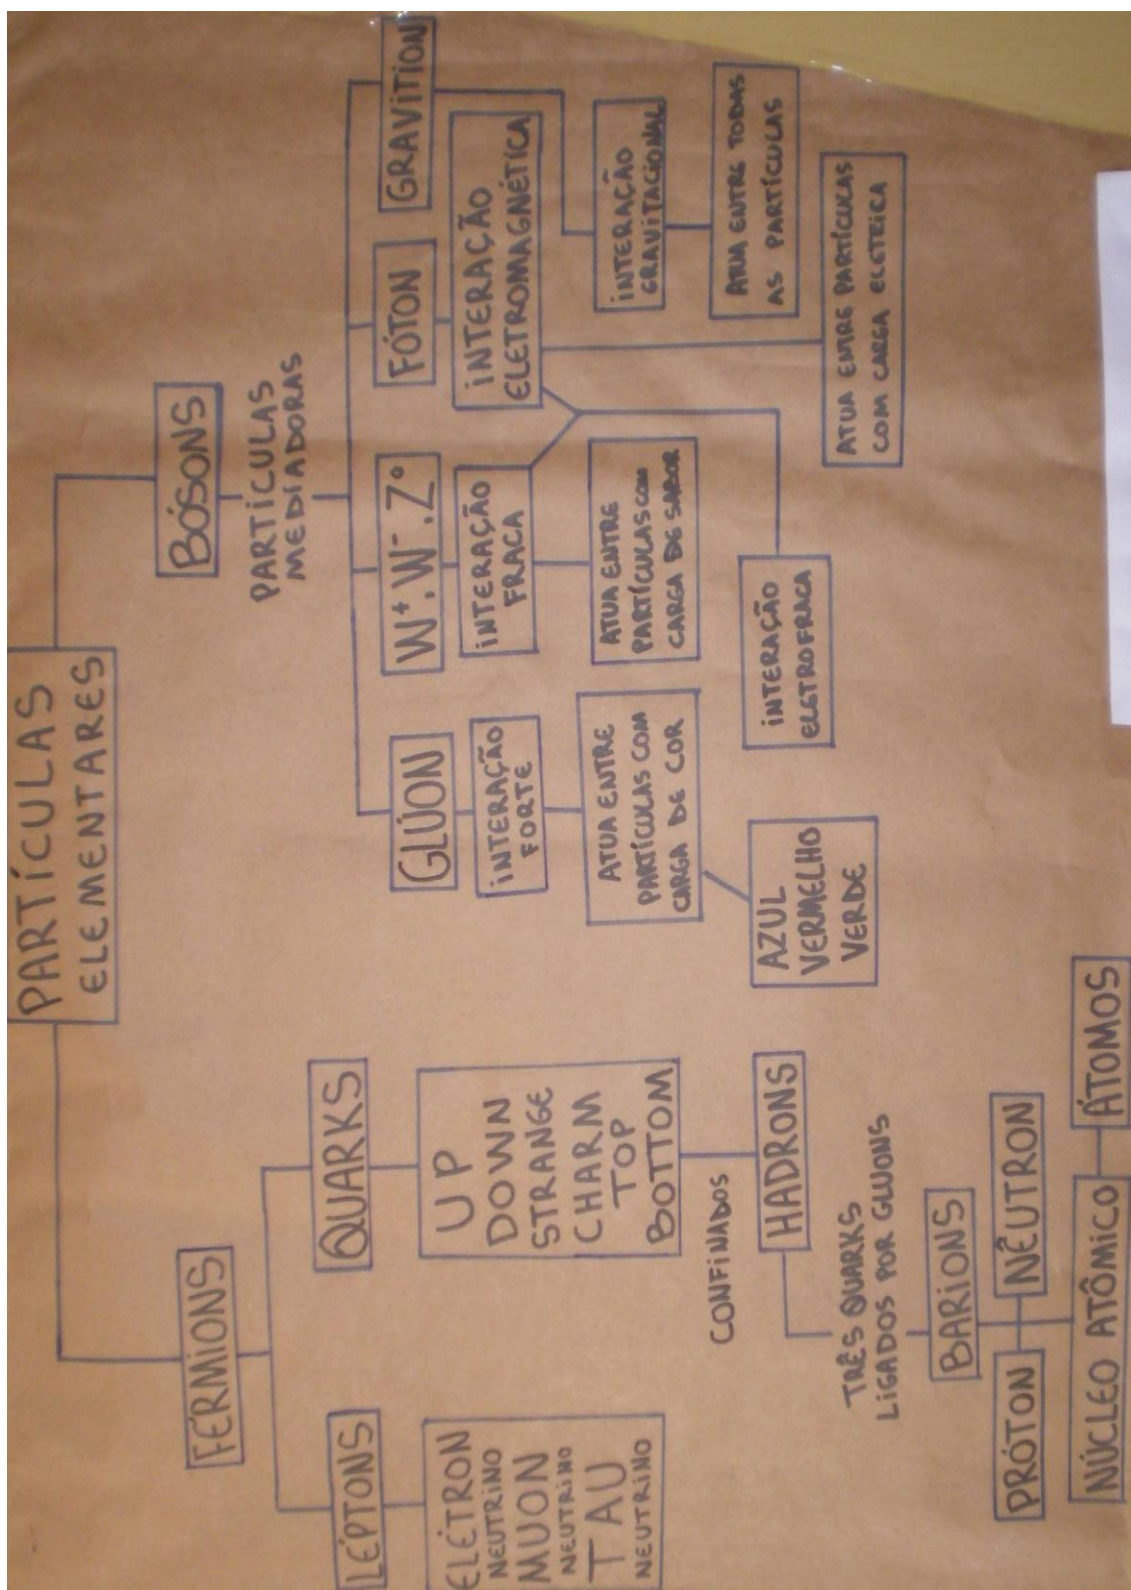 PARTÍCULAS
ELEMENTARES
FÉRMIONS
LÉPTONS
ELÉTRON
NEUTRINO
MUON
NEUTRINO
TAU
NEUTRINO
QUARKS
UP
DOWN
STRANGE
CHARM
TOP
BOTTOM
CONFINADOS
HADRONS
TRÊS QUARKS
LIGADOS POR GLUONS
BARIONS
PRÓTON
NÊUTRON
NÚCLEO ATÔMICO
ÁTOMOS
BÓSONS
PARTÍCULAS
MEDIADORAS
GLÚON
INTERAÇÃO
FORTE
ATUA ENTRE
PARTÍCULAS COM
CARGA DE COR
AZUL
VERMELHO
VERDE
W⁺.W⁻.Z⁰
INTERAÇÃO
FRACA
ATUA ENTRE
PARTÍCULAS COM
CARGA DE SABOR
INTERAÇÃO
ELETROFRACA
FÓTON
INTERAÇÃO
ELETROMAGNÉTICA
ATUA ENTRE PARTÍCULAS
COM CARGA ELETRICA
GRAVITION
INTERAÇÃO
GRAVITACIONAL
ATUA ENTRE TODAS
AS PARTÍCULAS